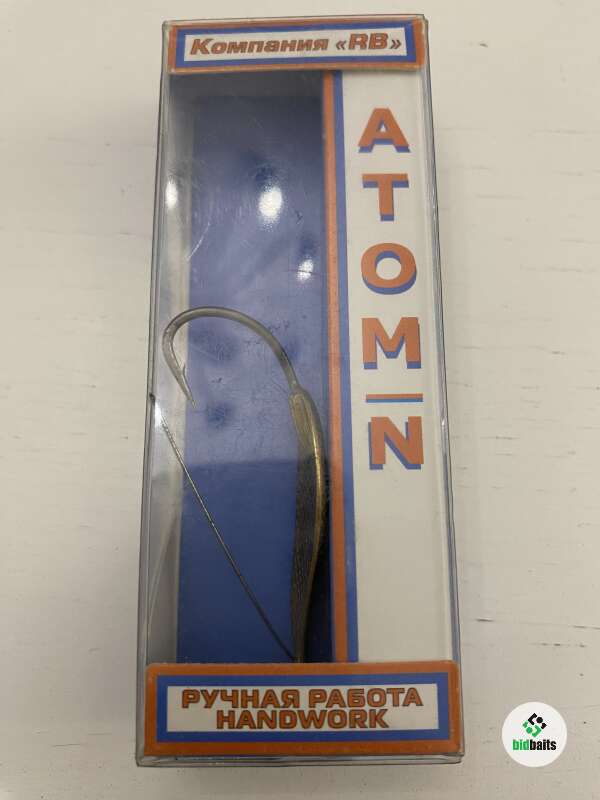 Компания «RB»
ATOM-N
РУЧНАЯ РАБОТА
HANDWORK
bidbaits